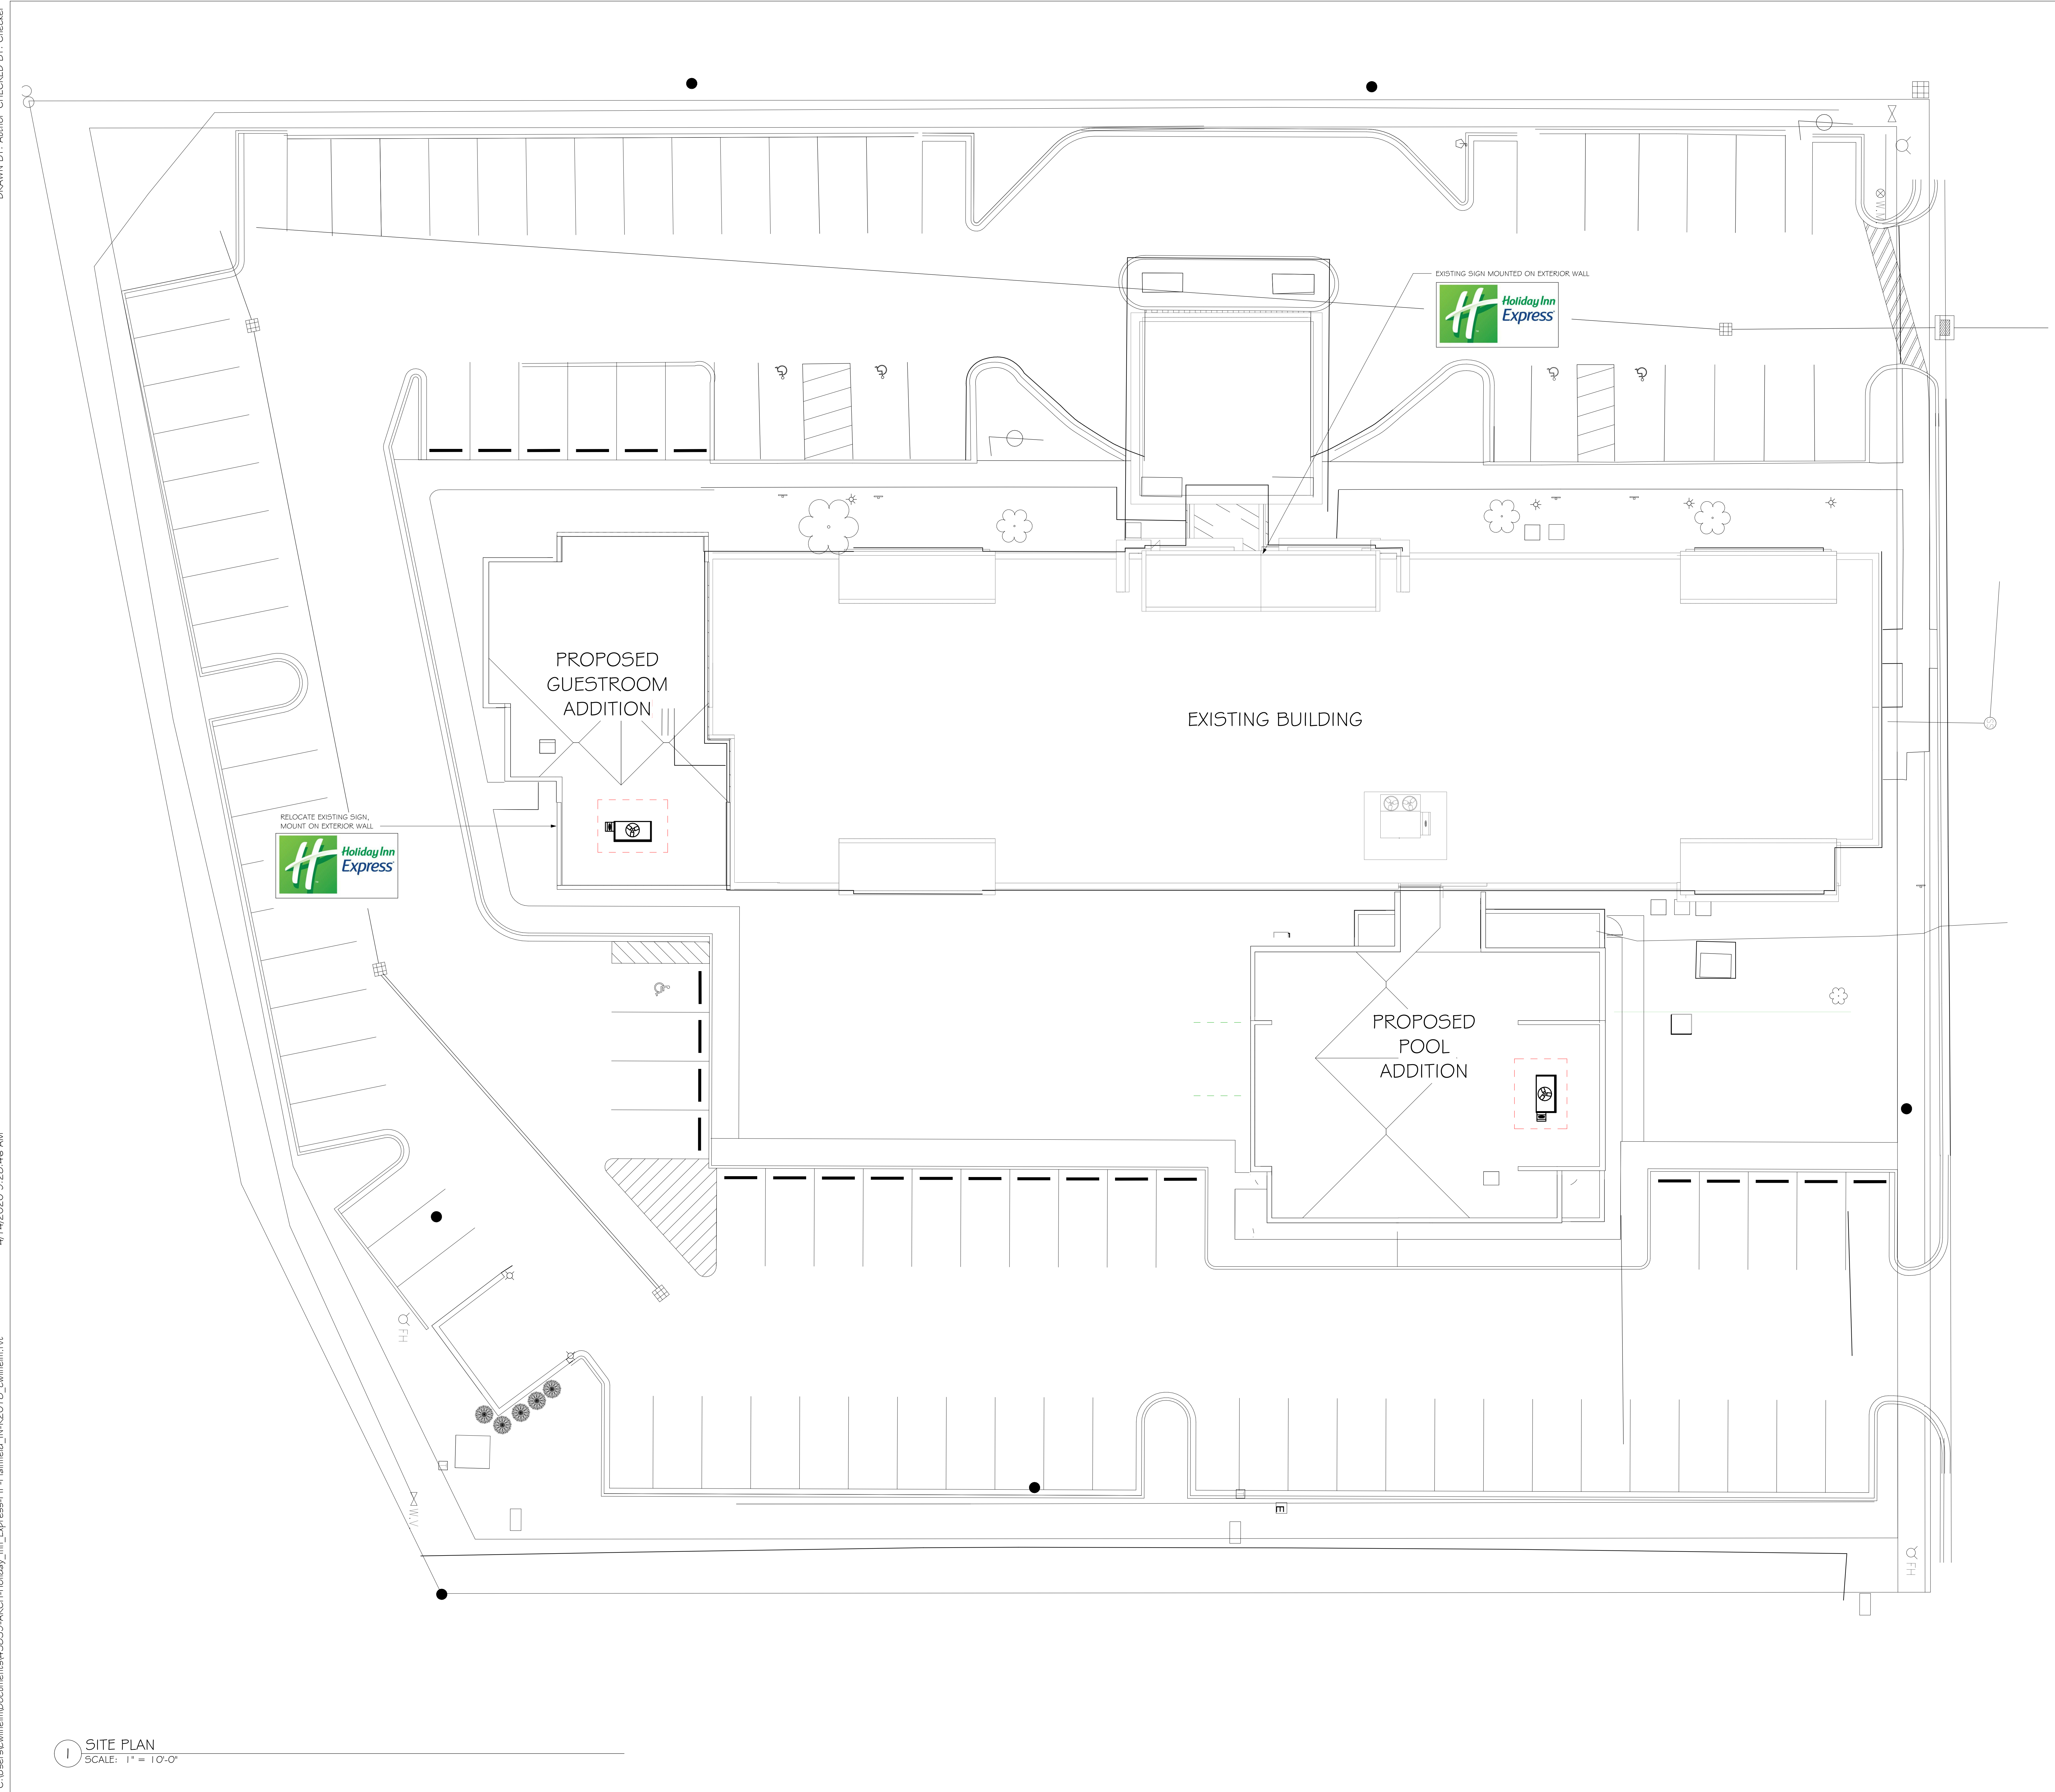 EXISTING SIGN MOUNTED ON EXTERIOR WALL
Holiday Inn
Express
W.V.
PROPOSED
GUESTROOM
ADDITION
EXISTING BUILDING
RELOCATE EXISTING SIGN,
MOUNT ON EXTERIOR WALL
Holiday Inn
Express
PROPOSED
POOL
ADDITION
FH
W.V.
E
FH
1
SITE PLAN
SCALE: 1" = 10'-0"